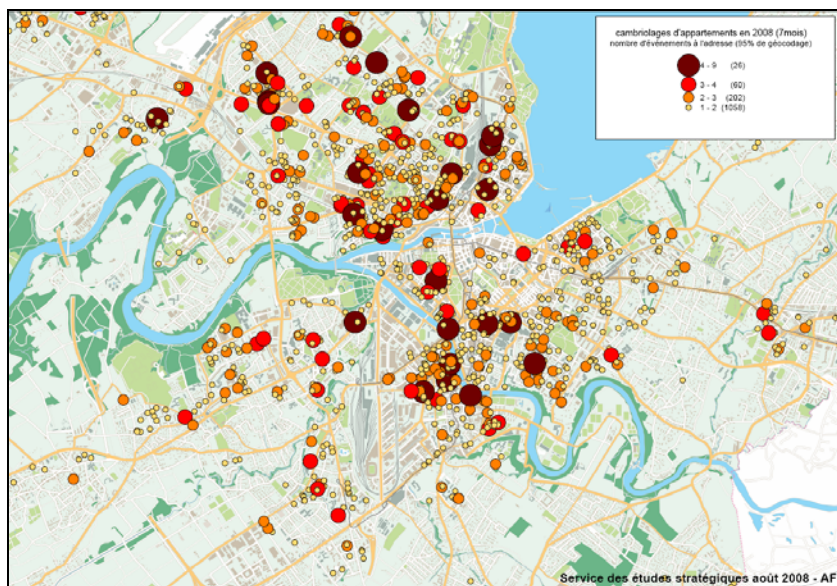 cambriolages d'appartements en 2008 (7mois)
nombre d'événements à l'adresse (95% de géocodage)
4 - 9 (26)
3 - 4 (60)
2 - 3 (202)
1 - 2 (1058)
Service des études stratégiques août 2008 - AF